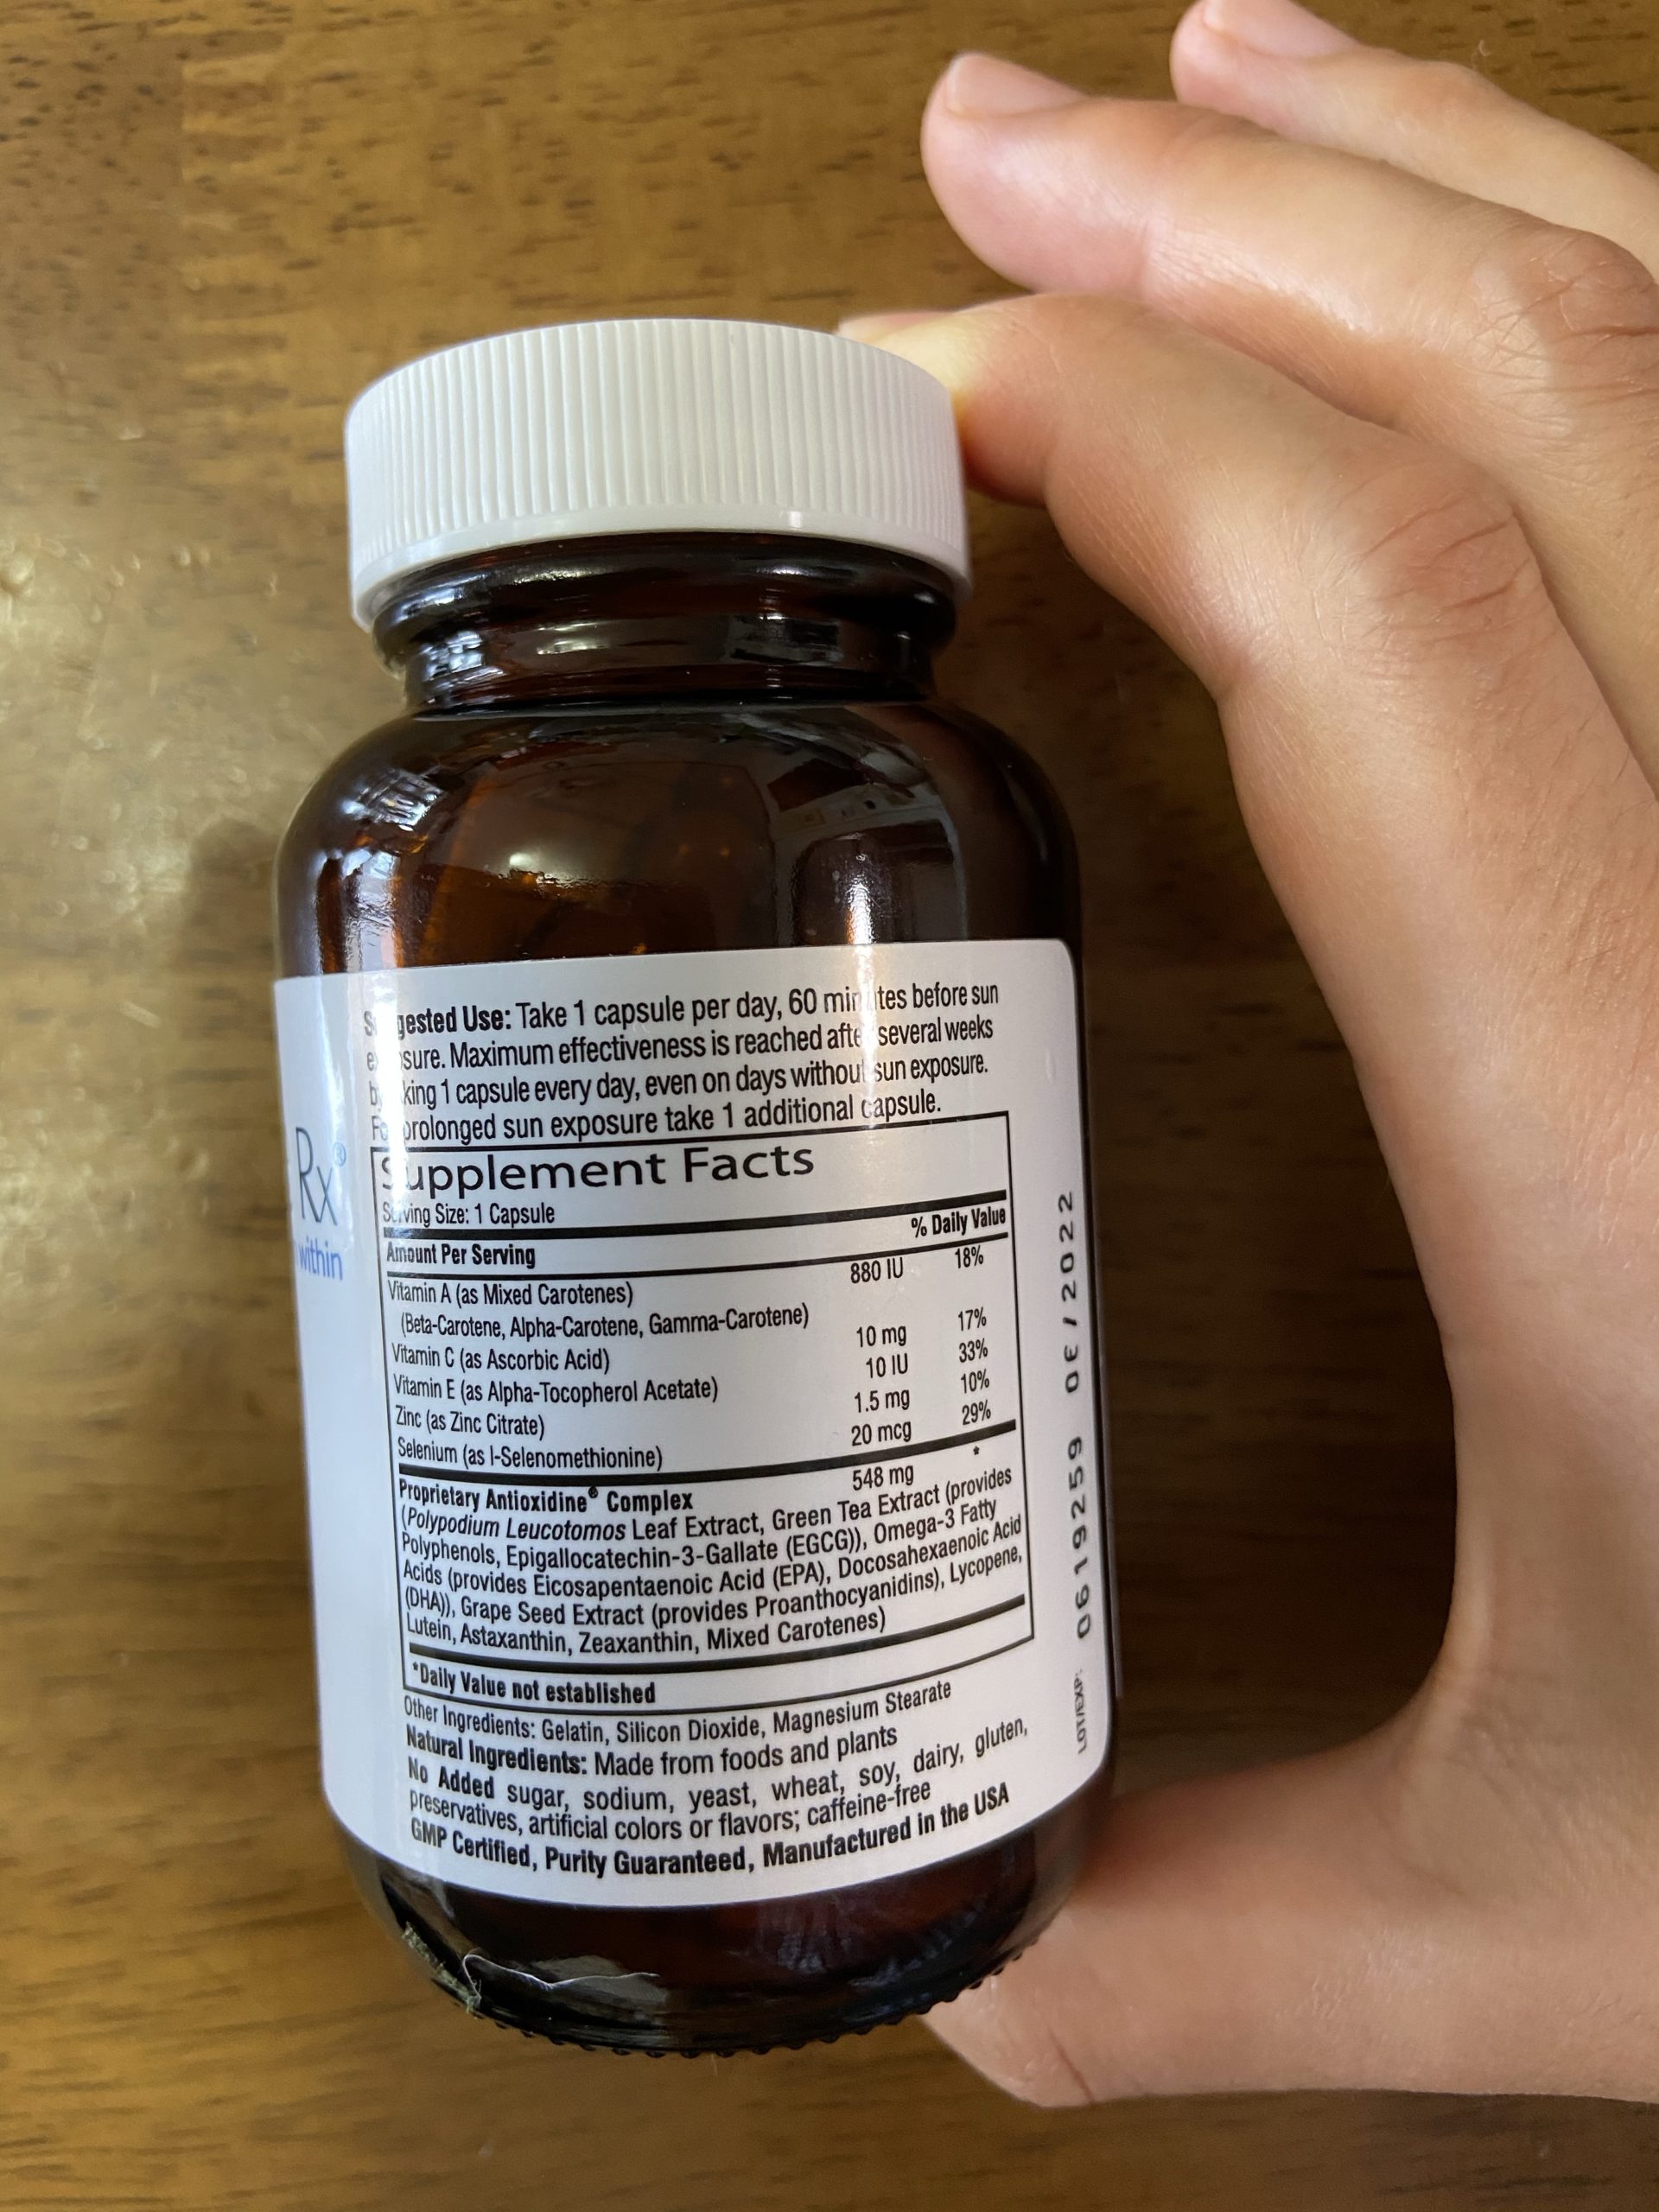 Suggested Use: Take 1 capsule per day, 60 minutes before sun
exposure. Maximum effectiveness is reached after several weeks
by taking 1 capsule every day, even on days without sun exposure.
For prolonged sun exposure take 1 additional capsule.
Supplement Facts
Serving Size: 1 Capsule
Amount Per Serving % Daily Value
Vitamin A (as Mixed Carotenes) 880 IU 18%
(Beta-Carotene, Alpha-Carotene, Gamma-Carotene)
Vitamin C (as Ascorbic Acid) 10 mg 17%
Vitamin E (as Alpha-Tocopherol Acetate) 10 IU 33%
Zinc (as Zinc Citrate) 1.5 mg 10%
Selenium (as l-Selenomethionine) 20 mcg 29%
Proprietary Antioxidine® Complex 548 mg *
(Polypodium Leucotomos Leaf Extract, Green Tea Extract (provides
Polyphenols, Epigallocatechin-3-Gallate (EGCG)), Omega-3 Fatty
Acids (provides Eicosapentaenoic Acid (EPA), Docosahexaenoic Acid
(DHA)), Grape Seed Extract (provides Proanthocyanidins), Lycopene,
Lutein, Astaxanthin, Zeaxanthin, Mixed Carotenes)
*Daily Value not established
Other Ingredients: Gelatin, Silicon Dioxide, Magnesium Stearate
Natural Ingredients: Made from foods and plants
No Added sugar, sodium, yeast, wheat, soy, dairy, gluten,
preservatives, artificial colors or flavors; caffeine-free
GMP Certified, Purity Guaranteed, Manufactured in the USA
Rx®
within
LOT/EXP: 0619259 03/2022